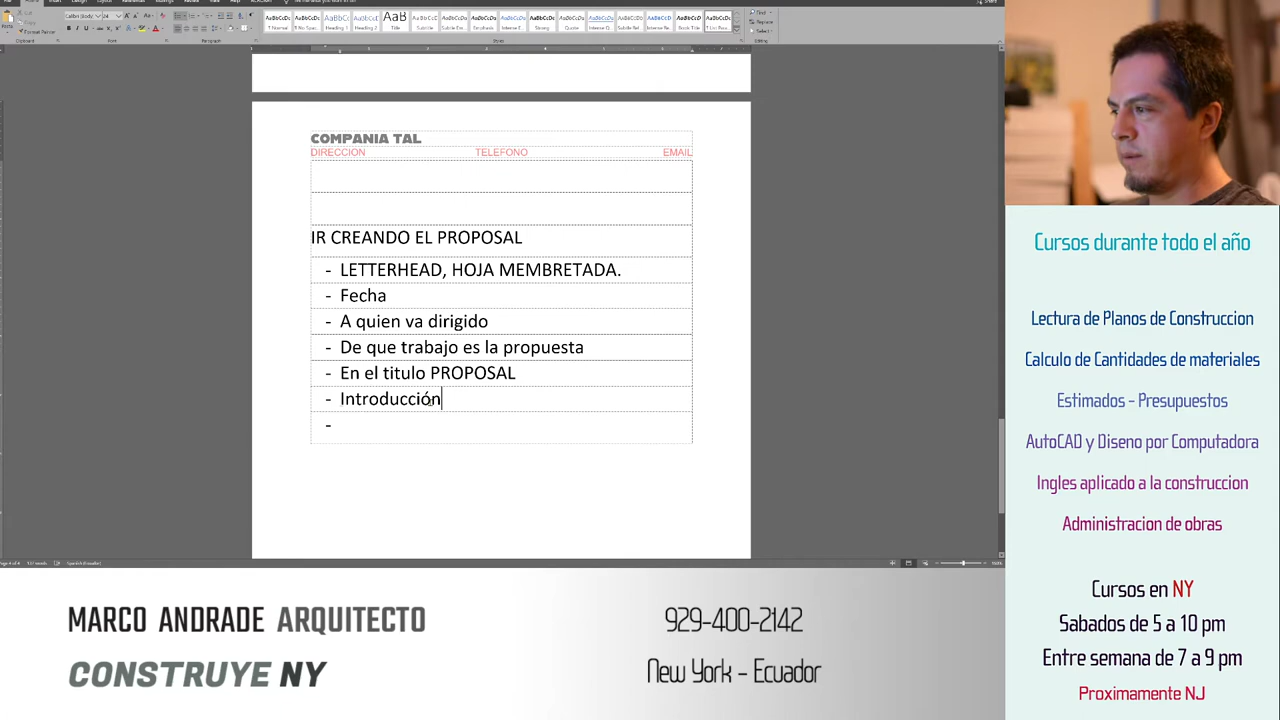 COMPANIA TAL
DIRECCION TELEFONO EMAIL
IR CREANDO EL PROPOSAL
- LETTERHEAD, HOJA MEMBRETADA.
- Fecha
- A quien va dirigido
- De que trabajo es la propuesta
- En el titulo PROPOSAL
- Introducción
-
Cursos durante todo el año
Lectura de Planos de Construccion
Calculo de Cantidades de materiales
Estimados - Presupuestos
AutoCAD y Diseno por Computadora
Ingles aplicado a la construccion
Administracion de obras
Cursos en NY
Sabados de 5 a 10 pm
Entre semana de 7 a 9 pm
Proximamente NJ
MARCO ANDRADE ARQUITECTO
CONSTRUYE NY
929-400-2142
New York - Ecuador